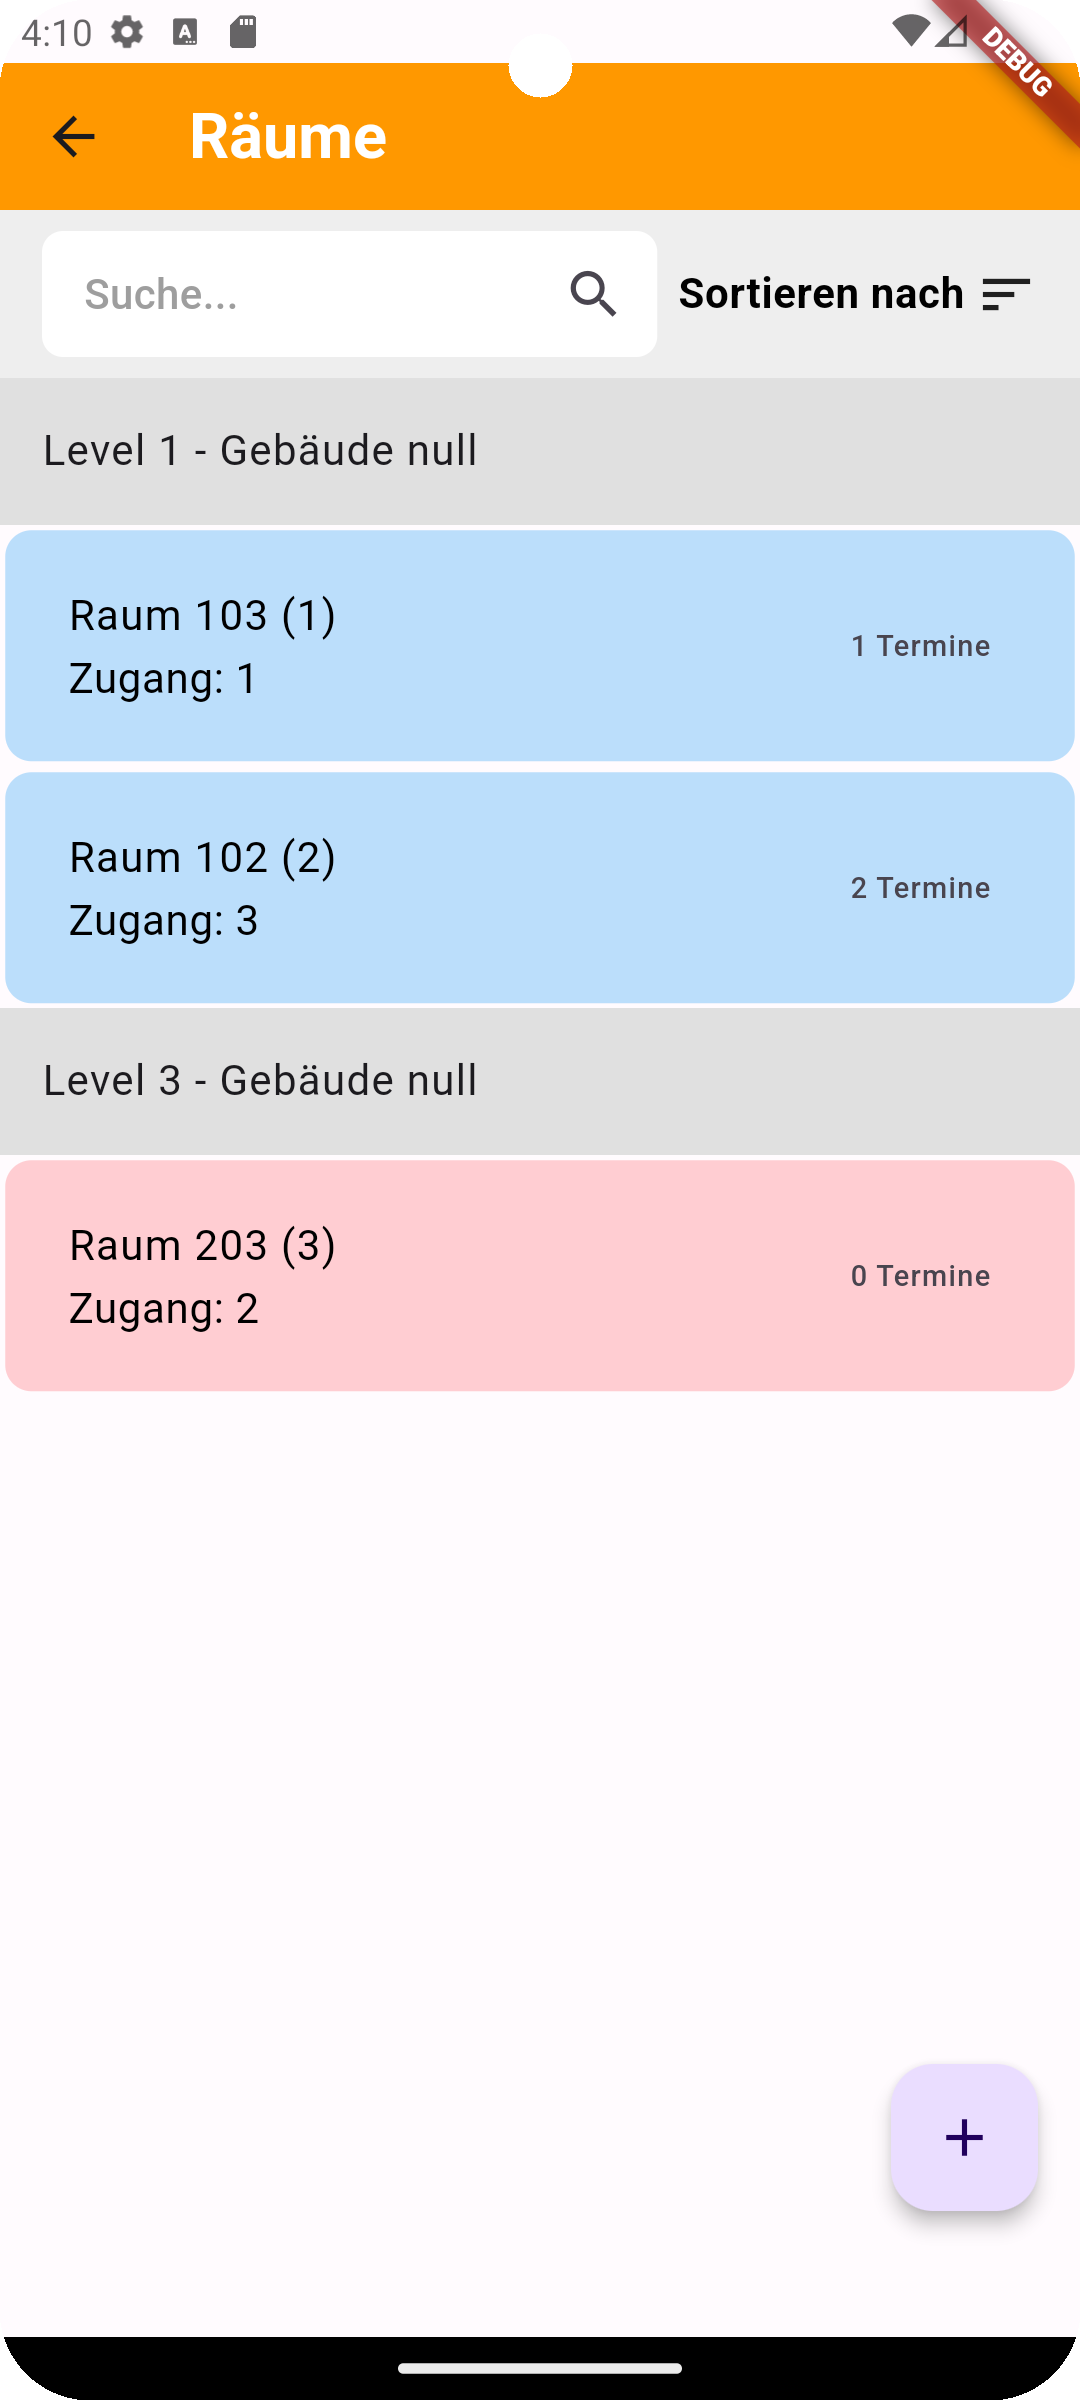 4:10
DEBUG
Räume
Suche...
Sortieren nach
Level 1 - Gebäude null
Raum 103 (1)
Zugang: 1
1 Termine
Raum 102 (2)
Zugang: 3
2 Termine
Level 3 - Gebäude null
Raum 203 (3)
Zugang: 2
0 Termine